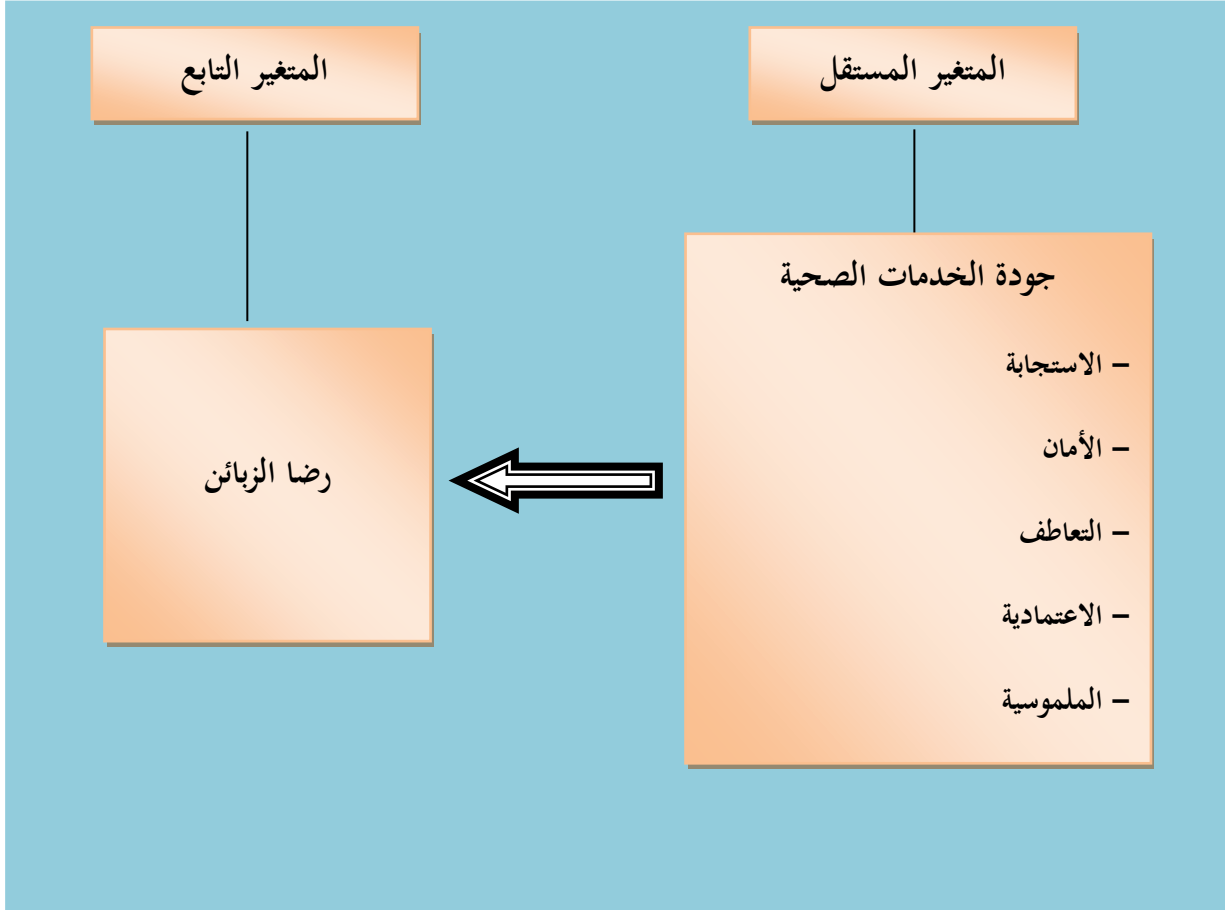 المتغير المستقل
المتغير التابع
جودة الخدمات الصحية
– الاستجابة
– الأمان
– التعاطف
– الاعتمادية
– الملموسية
رضا الزبائن